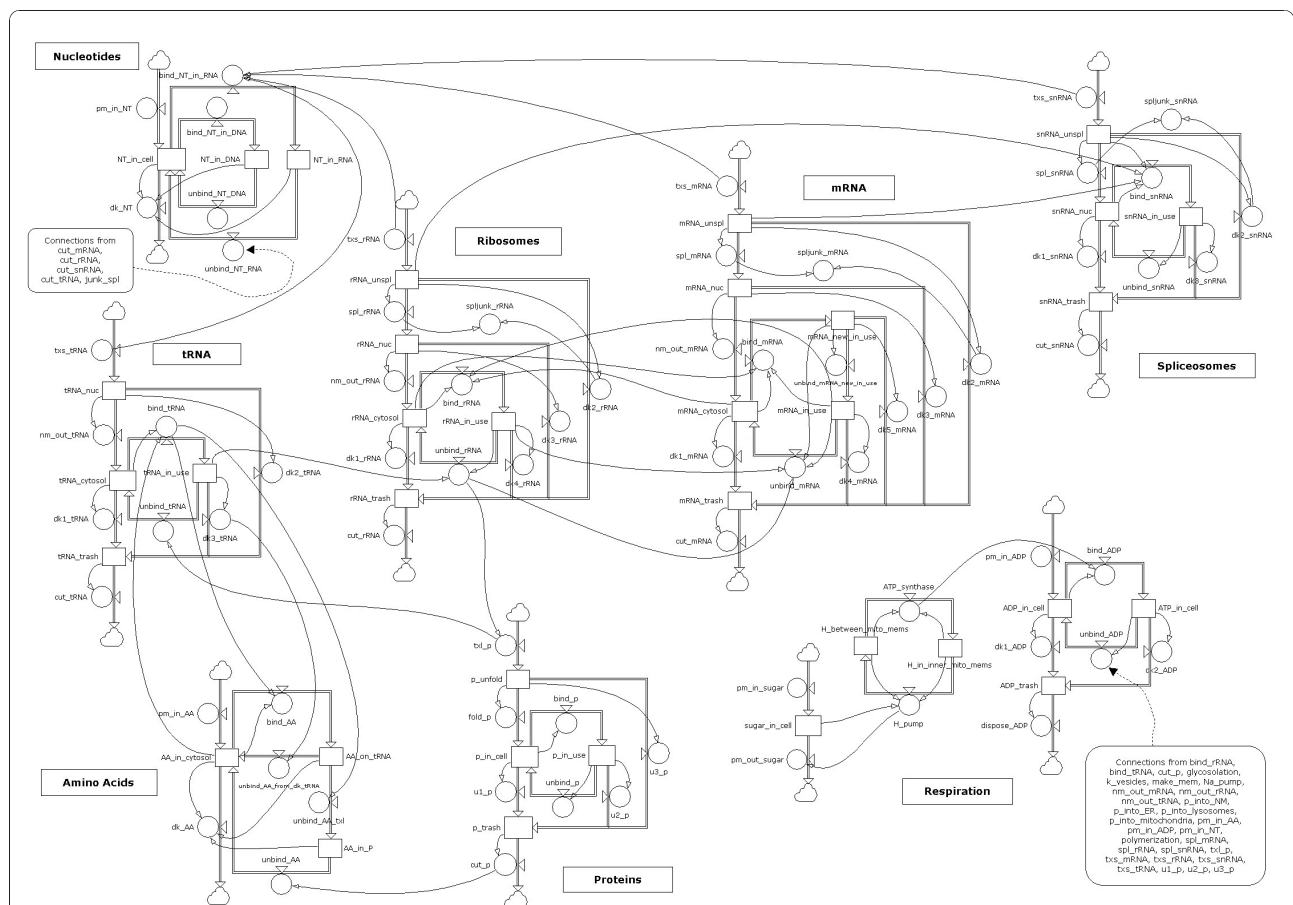 Nucleotides
bind_NT_in_RNA
pm_in_NT
bind_NT_in_DNA
NT_in_cell
NT_in_DNA
NT_in_RNA
unbind_NT_DNA
dk_NT
unbind_NT_RNA
Connections from
cut_mRNA,
cut_rRNA,
cut_snRNA,
cut_tRNA, junk_spl
tRNA
txs_tRNA
tRNA_nuc
bind_tRNA
nm_out_tRNA
tRNA_cytosol
tRNA_in_use
dk2_tRNA
unbind_tRNA
dk1_tRNA
dk3_tRNA
tRNA_trash
cut_tRNA
Ribosomes
txs_rRNA
rRNA_unspl
spl_rRNA
spljunk_rRNA
rRNA_nuc
nm_out_rRNA
bind_rRNA
dk2_rRNA
rRNA_cytosol
rRNA_in_use
dk3_rRNA
unbind_rRNA
dk1_rRNA
dk4_rRNA
rRNA_trash
cut_rRNA
mRNA
txs_mRNA
mRNA_unspl
spl_mRNA
spljunk_mRNA
mRNA_nuc
mRNA_new_in_use
nm_out_mRNA
bind_mRNA
unbind_mRNA_new_in_use
dk2_mRNA
dk3_mRNA
mRNA_cytosol
mRNA_in_use
dk5_mRNA
dk1_mRNA
unbind_mRNA
dk4_mRNA
mRNA_trash
cut_mRNA
txs_snRNA
spljunk_snRNA
snRNA_unspl
spl_snRNA
bind_snRNA
snRNA_nuc
snRNA_in_use
dk2_snRNA
dk1_snRNA
unbind_snRNA
dk3_snRNA
snRNA_trash
cut_snRNA
Spliceosomes
pm_in_AA
bind_AA
AA_in_cytosol
AA_on_tRNA
unbind_AA_from_dk_tRNA
Amino Acids
dk_AA
unbind_AA_txl
AA_in_P
unbind_AA
txl_p
p_unfold
fold_p
bind_p
p_in_cell
p_in_use
u3_p
u1_p
unbind_p
u2_p
p_trash
cut_p
Proteins
ATP_synthase
H_between_mito_mems
H_in_inner_mito_mems
pm_in_sugar
sugar_in_cell
H_pump
pm_out_sugar
Respiration
pm_in_ADP
bind_ADP
ADP_in_cell
ATP_in_cell
unbind_ADP
dk1_ADP
dk2_ADP
ADP_trash
dispose_ADP
Connections from bind_rRNA,
bind_tRNA, cut_p, glycosolation,
k_vesicles, make_mem, Na_pump,
nm_out_mRNA, nm_out_rRNA,
nm_out_tRNA, p_into_NM,
p_into_ER, p_into_lysosomes,
p_into_mitochondria, pm_in_AA,
pm_in_ADP, pm_in_NT,
polymerization, spl_mRNA,
spl_rRNA, spl_snRNA, txl_p,
txs_mRNA, txs_rRNA, txs_snRNA,
txs_tRNA, u1_p, u2_p, u3_p